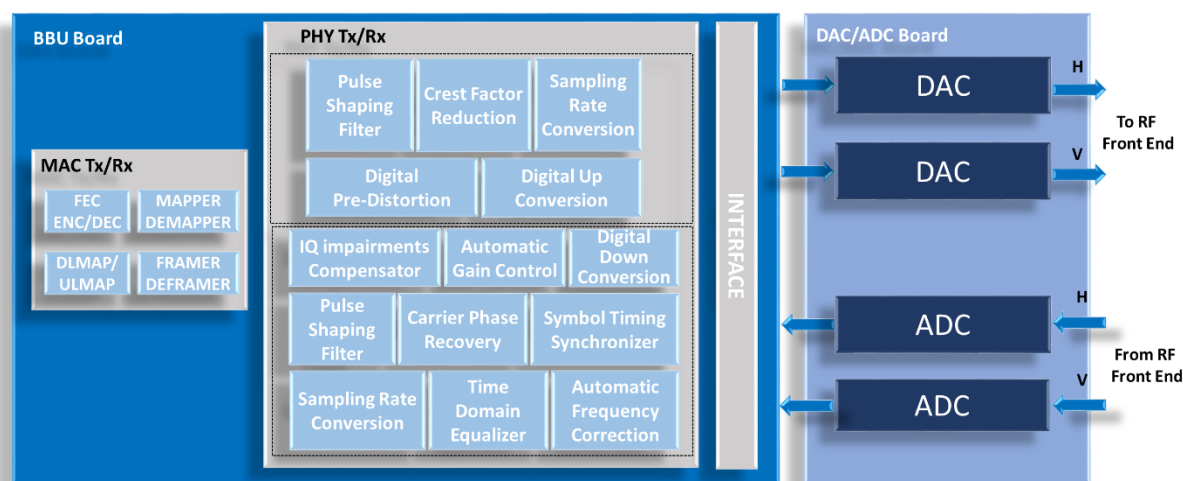 BBU Board
MAC Tx/Rx
FEC
ENC/DEC
MAPPER
DEMAPPER
DLMAP/
ULMAP
FRAMER
DEFRAMER
PHY Tx/Rx
Pulse
Shaping
Filter
Crest Factor
Reduction
Sampling
Rate
Conversion
Digital
Pre-Distortion
Digital Up
Conversion
IQ impairments
Compensator
Automatic
Gain Control
Digital
Down
Conversion
Pulse
Shaping
Filter
Carrier Phase
Recovery
Symbol Timing
Synchronizer
Sampling Rate
Conversion
Time
Domain
Equalizer
Automatic
Frequency
Correction
INTERFACE
DAC/ADC Board
DAC
H
DAC
V
To RF
Front End
ADC
H
ADC
V
From RF
Front End